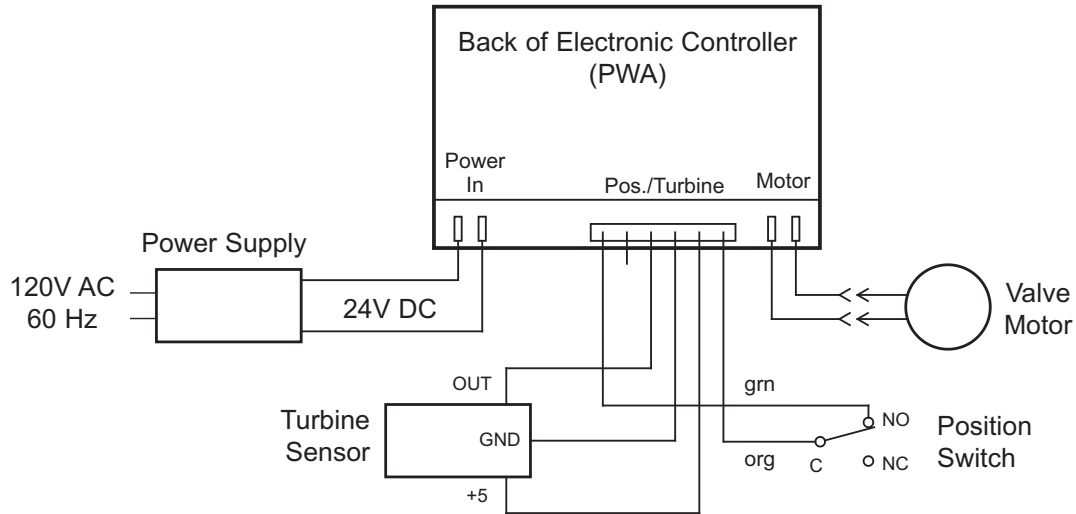 Back of Electronic Controller
(PWA)
Power
In
Pos./Turbine
Motor
Power Supply
120V AC
60 Hz
24V DC
Valve
Motor
OUT
grn
Turbine
Sensor
GND
NO
Position
Switch
org
C
NC
+5